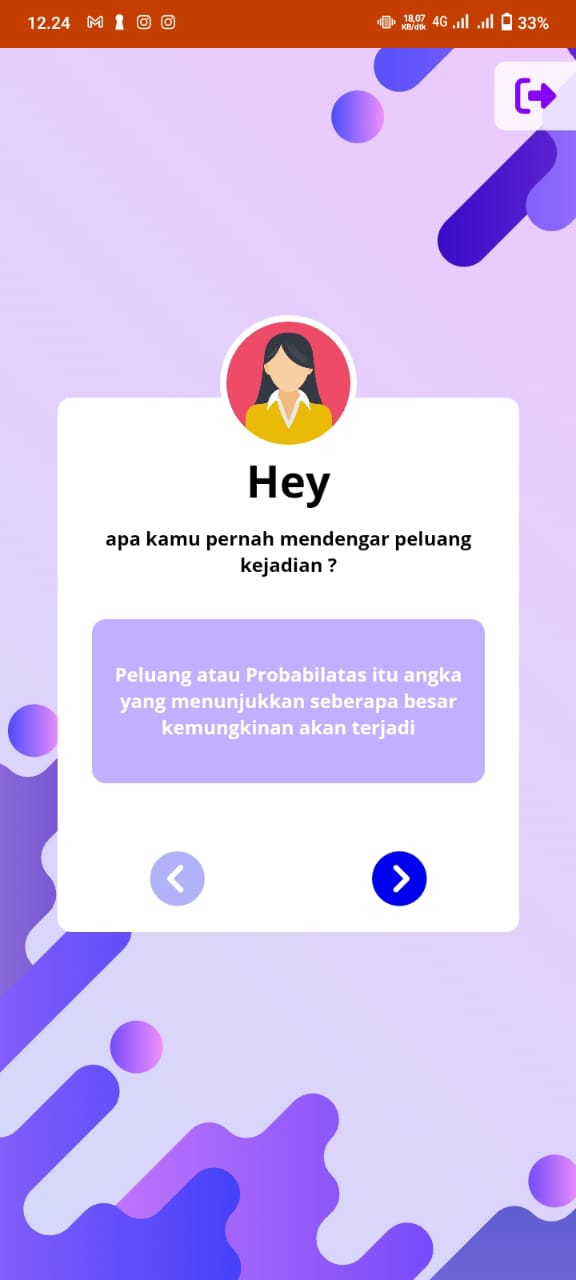 12.24
18,07
KB/dtk
4G
33%
Hey
apa kamu pernah mendengar peluang
kejadian ?
Peluang atau Probabilatas itu angka
yang menunjukkan seberapa besar
kemungkinan akan terjadi